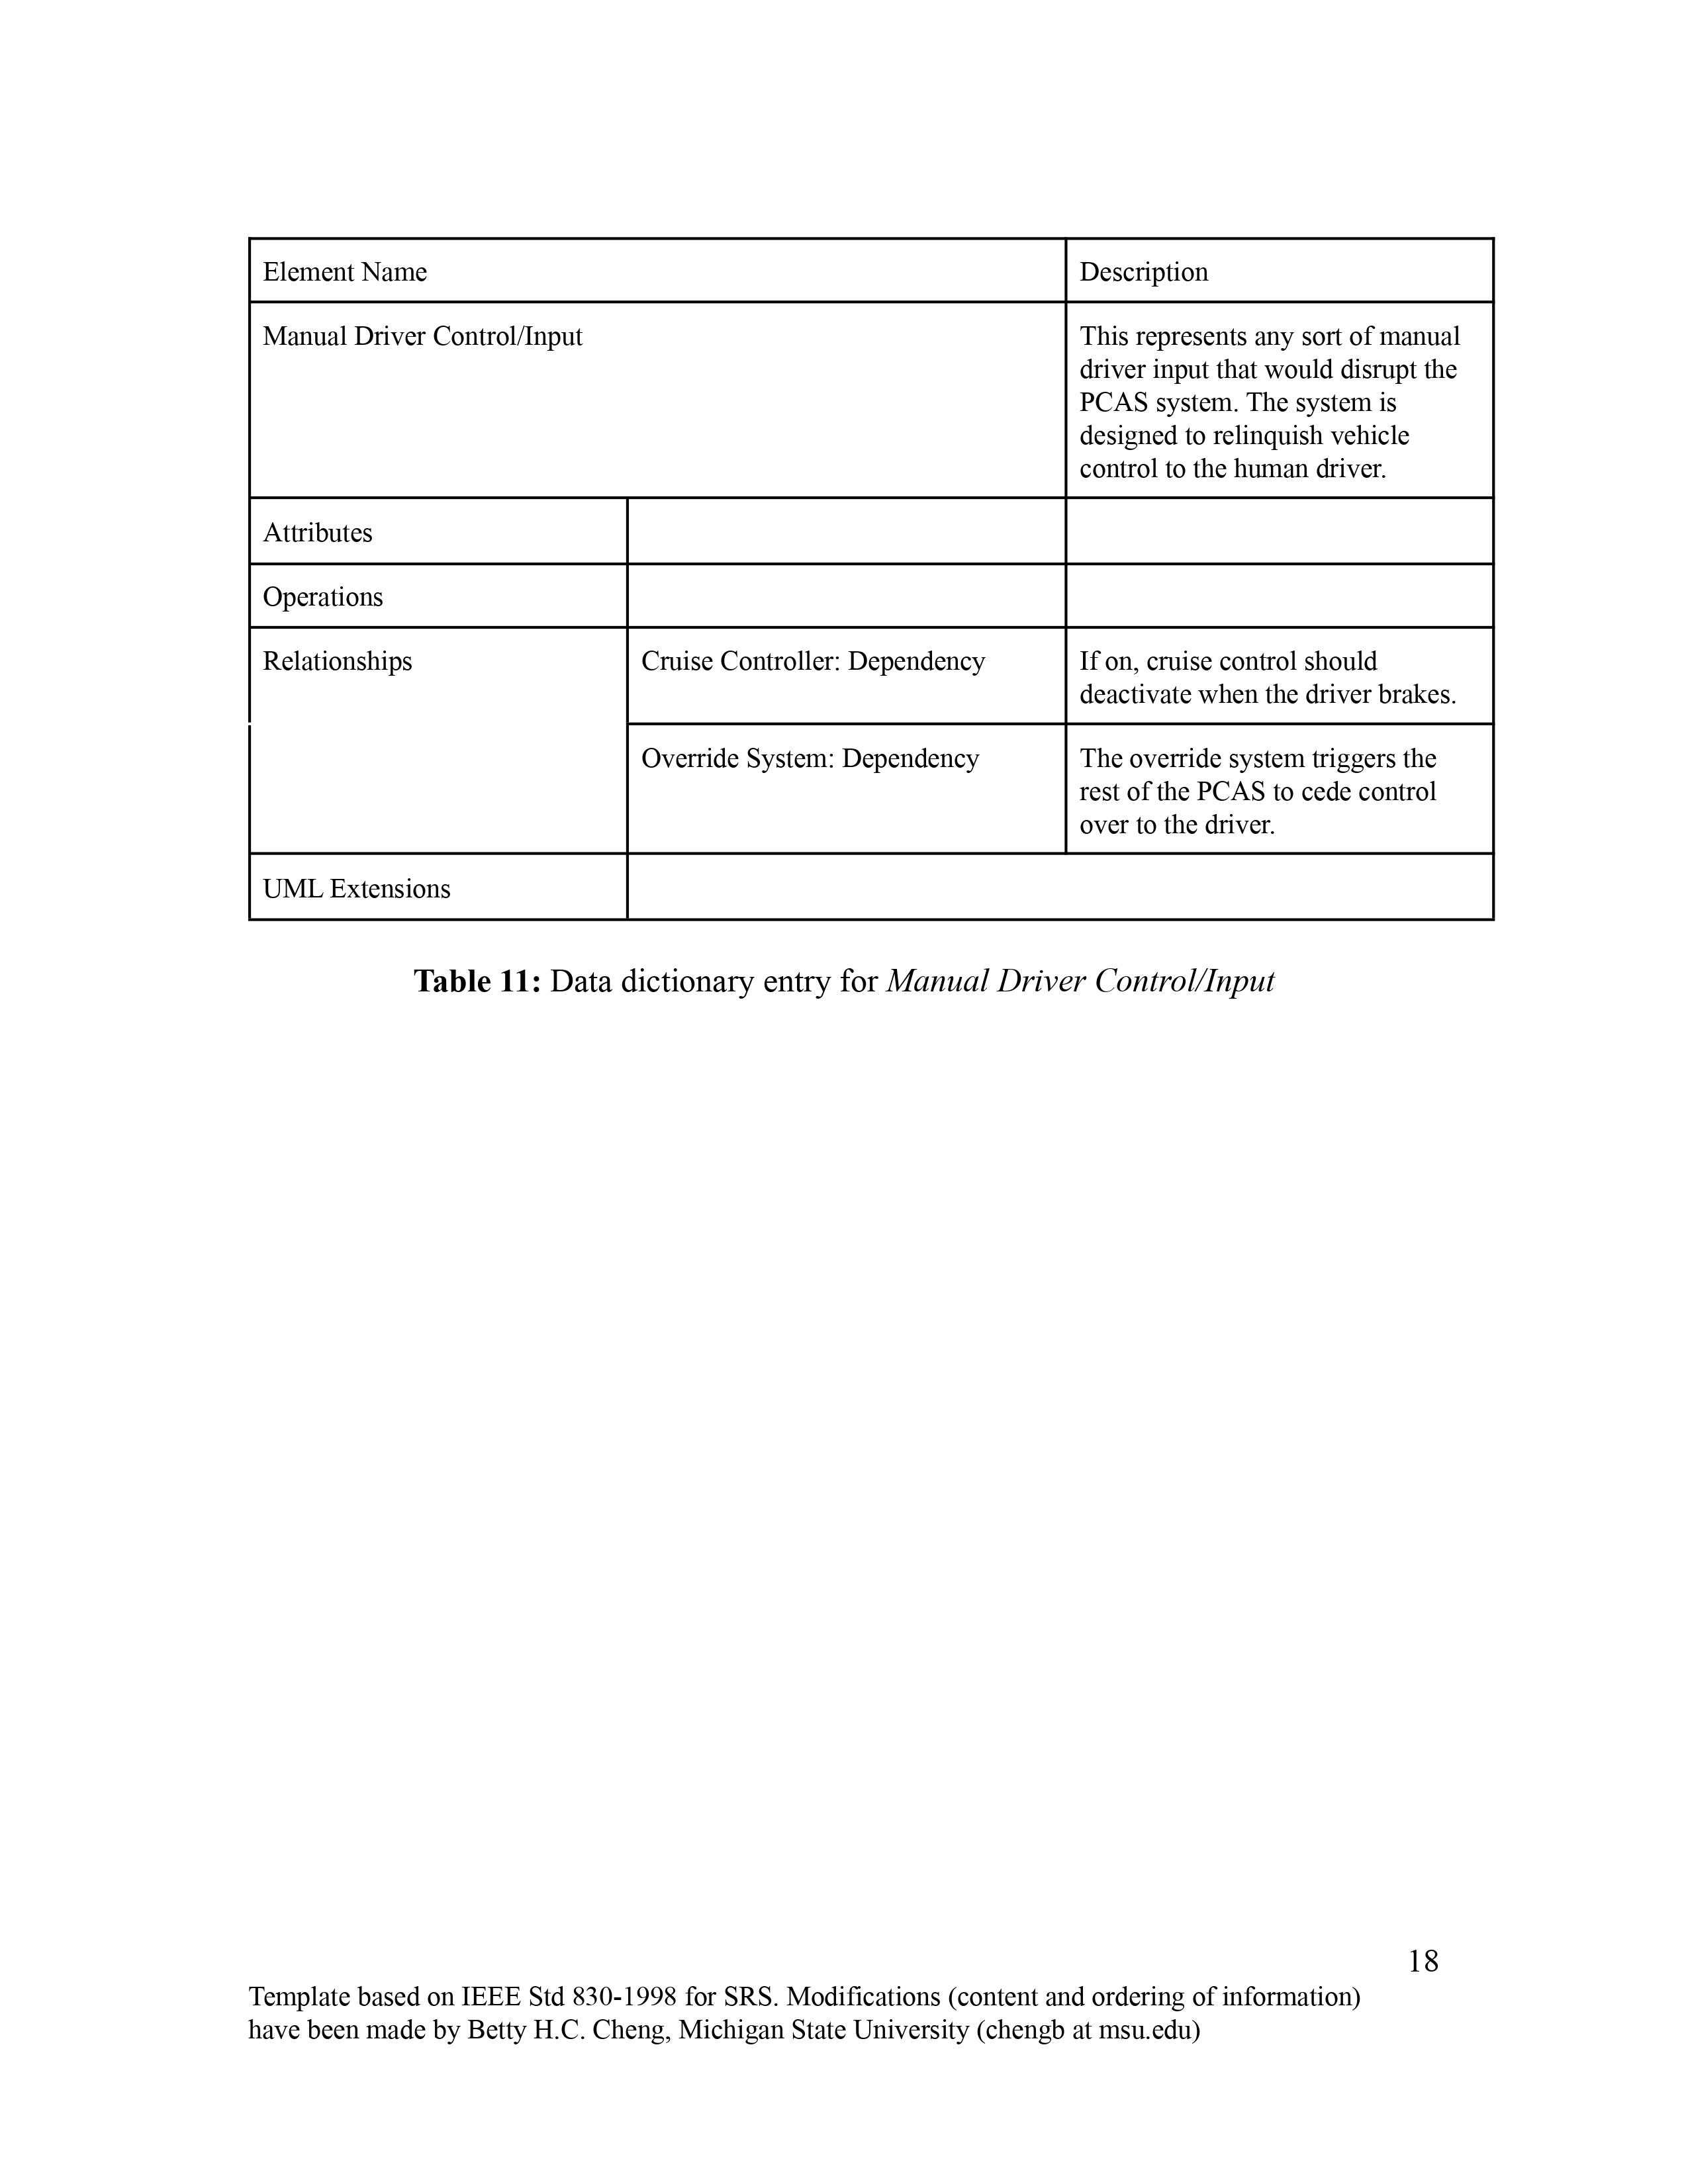 Element Name
Description
Manual Driver Control/Input
This represents any sort of manual
driver input that would disrupt the
PCAS system. The system is
designed to relinquish vehicle
control to the human driver.
Attributes
Operations
Relationships
Cruise Controller: Dependency
If on, cruise control should
deactivate when the driver brakes.
Override System: Dependency
The override system triggers the
rest of the PCAS to cede control
over to the driver.
UML Extensions
Table 11: Data dictionary entry for Manual Driver Control/Input
18
Template based on IEEE Std 830-1998 for SRS. Modifications (content and ordering of information)
have been made by Betty H.C. Cheng, Michigan State University (chengb at msu.edu)